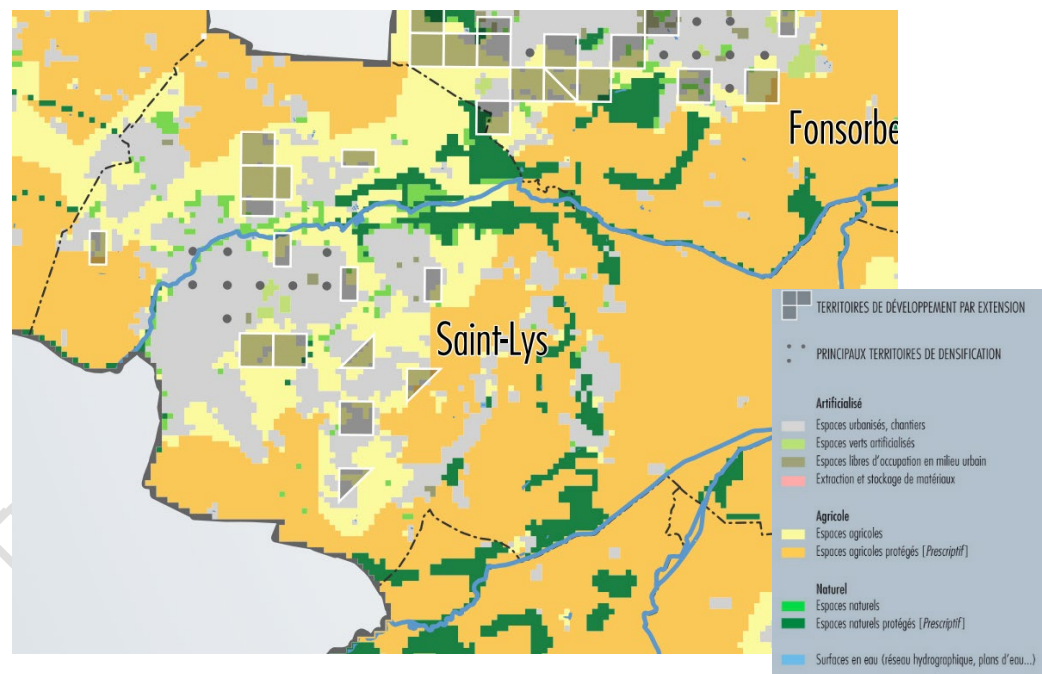 Fonsorbe
Saint-Lys
TERRITOIRES DE DÉVELOPPEMENT PAR EXTENSION
PRINCIPAUX TERRITOIRES DE DENSIFICATION
Artificialisé
Espaces urbanisés, chantiers
Espaces verts artificialisés
Espaces libres d'occupation en milieu urbain
Extraction et stockage de matériaux
Agricole
Espaces agricoles
Espaces agricoles protégés [Prescriptif]
Naturel
Espaces naturels
Espaces naturels protégés [Prescriptif]
Surfaces en eau (réseau hydrographique, plans d'eau...)